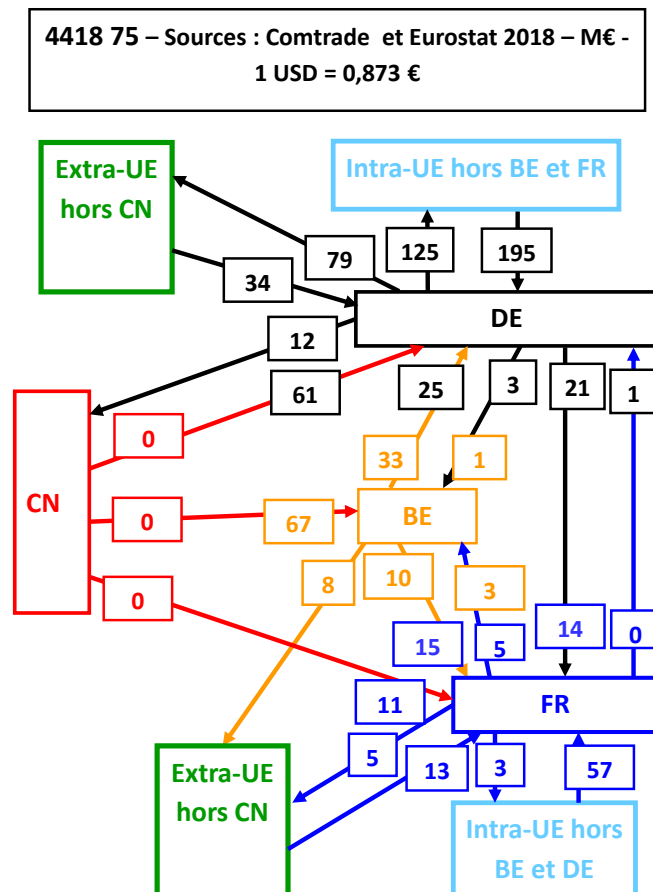 4418 75 – Sources : Comtrade et Eurostat 2018 – M€ -
1 USD = 0,873 €
Extra-UE
hors CN
Intra-UE hors BE et FR
79
125
195
34
DE
12
61
25
3
21
1
0
33
1
CN
0
67
BE
8
10
3
0
15
5
14
0
11
FR
5
13
3
57
Extra-UE
hors CN
Intra-UE hors
BE et DE